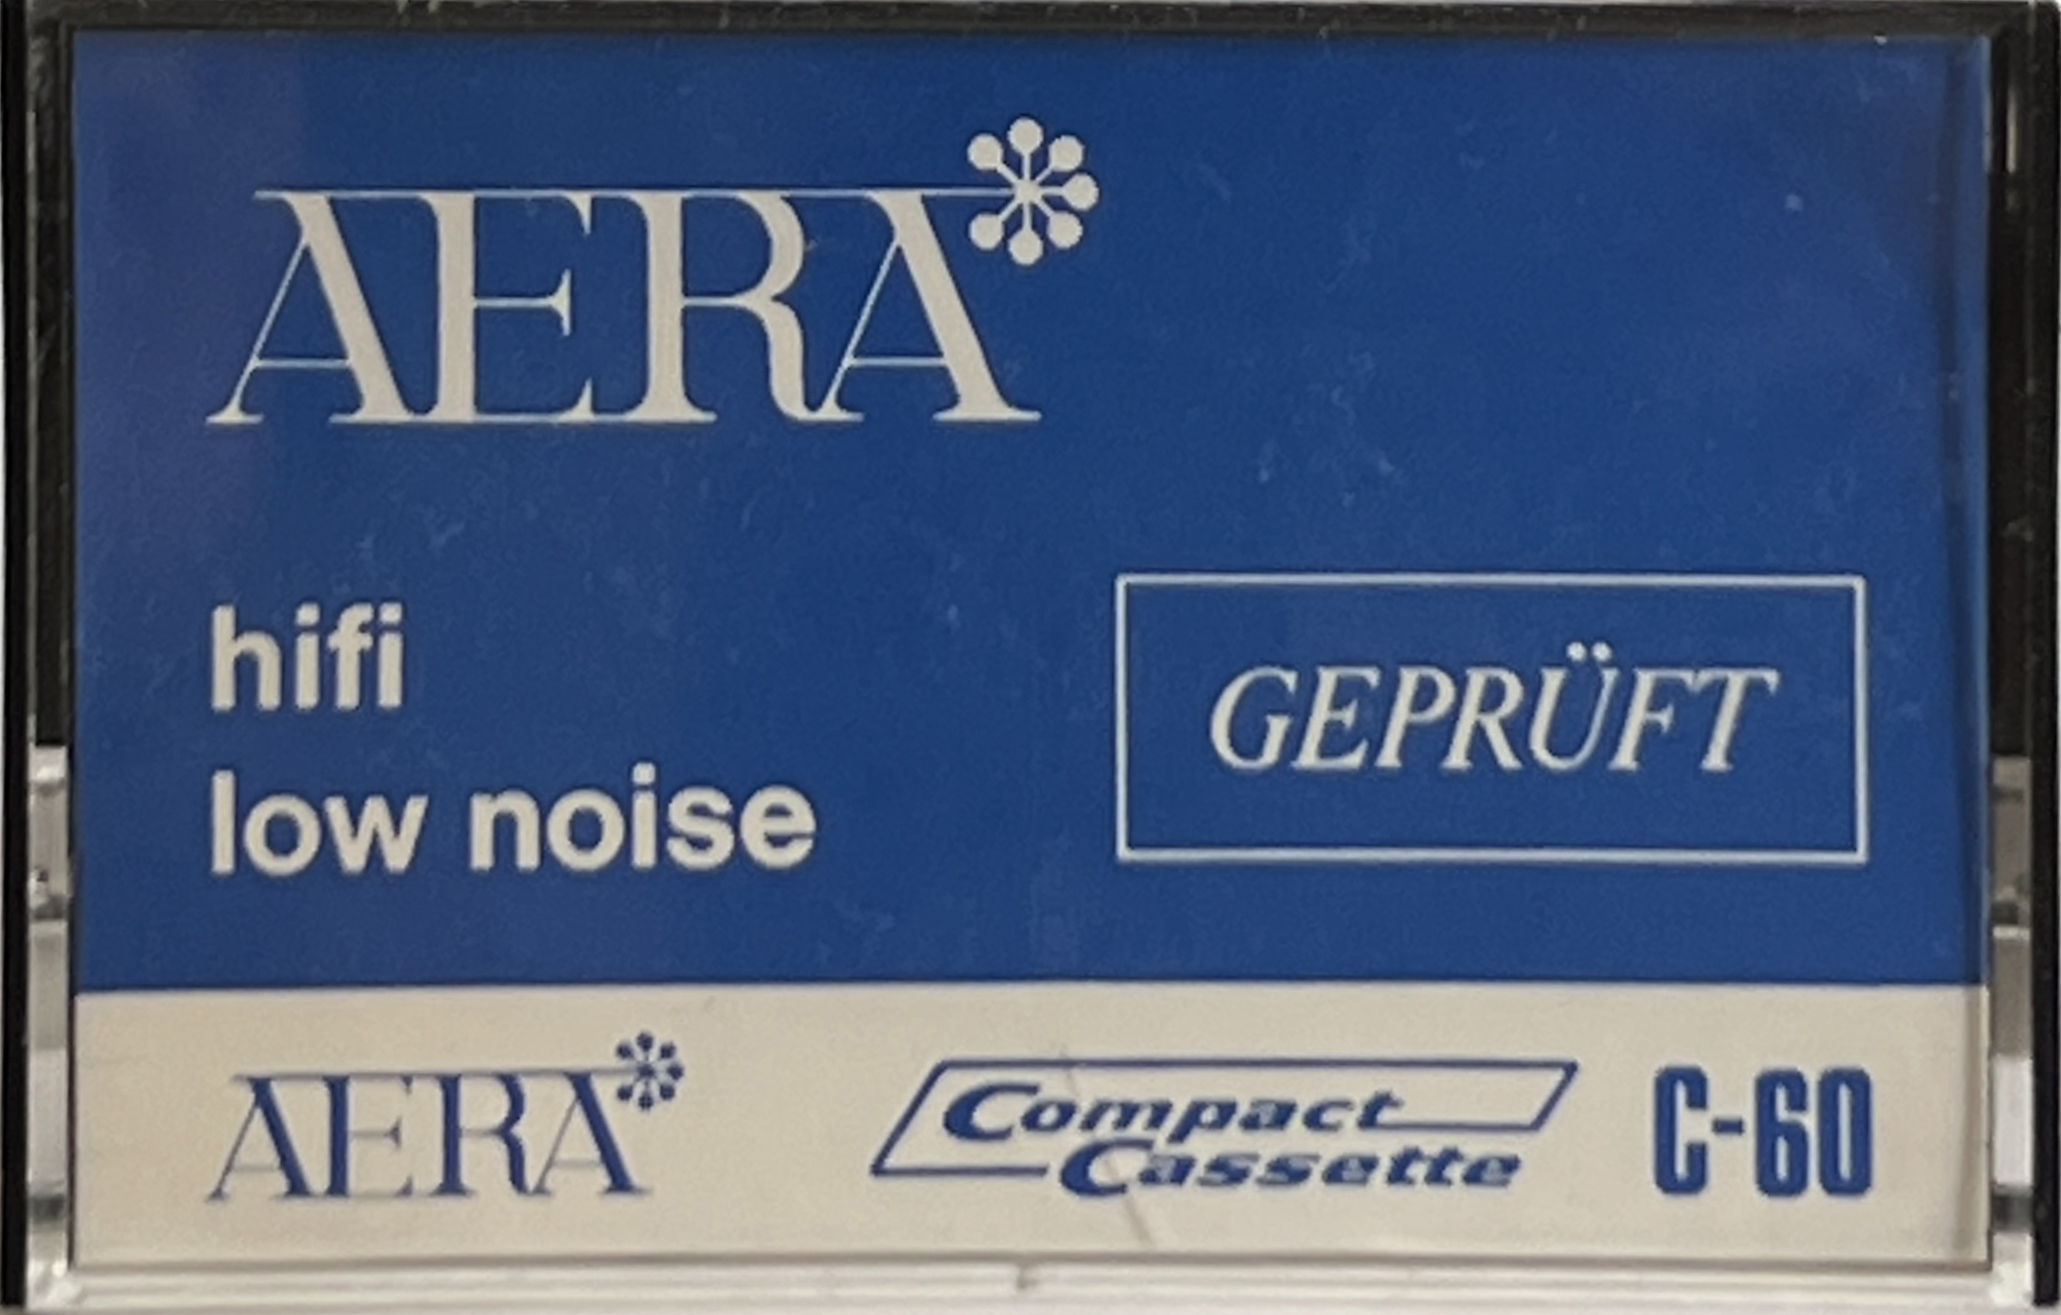 AERA
hifi
low noise
GEPRÜFT
AERA
Compact
Cassette
C-60